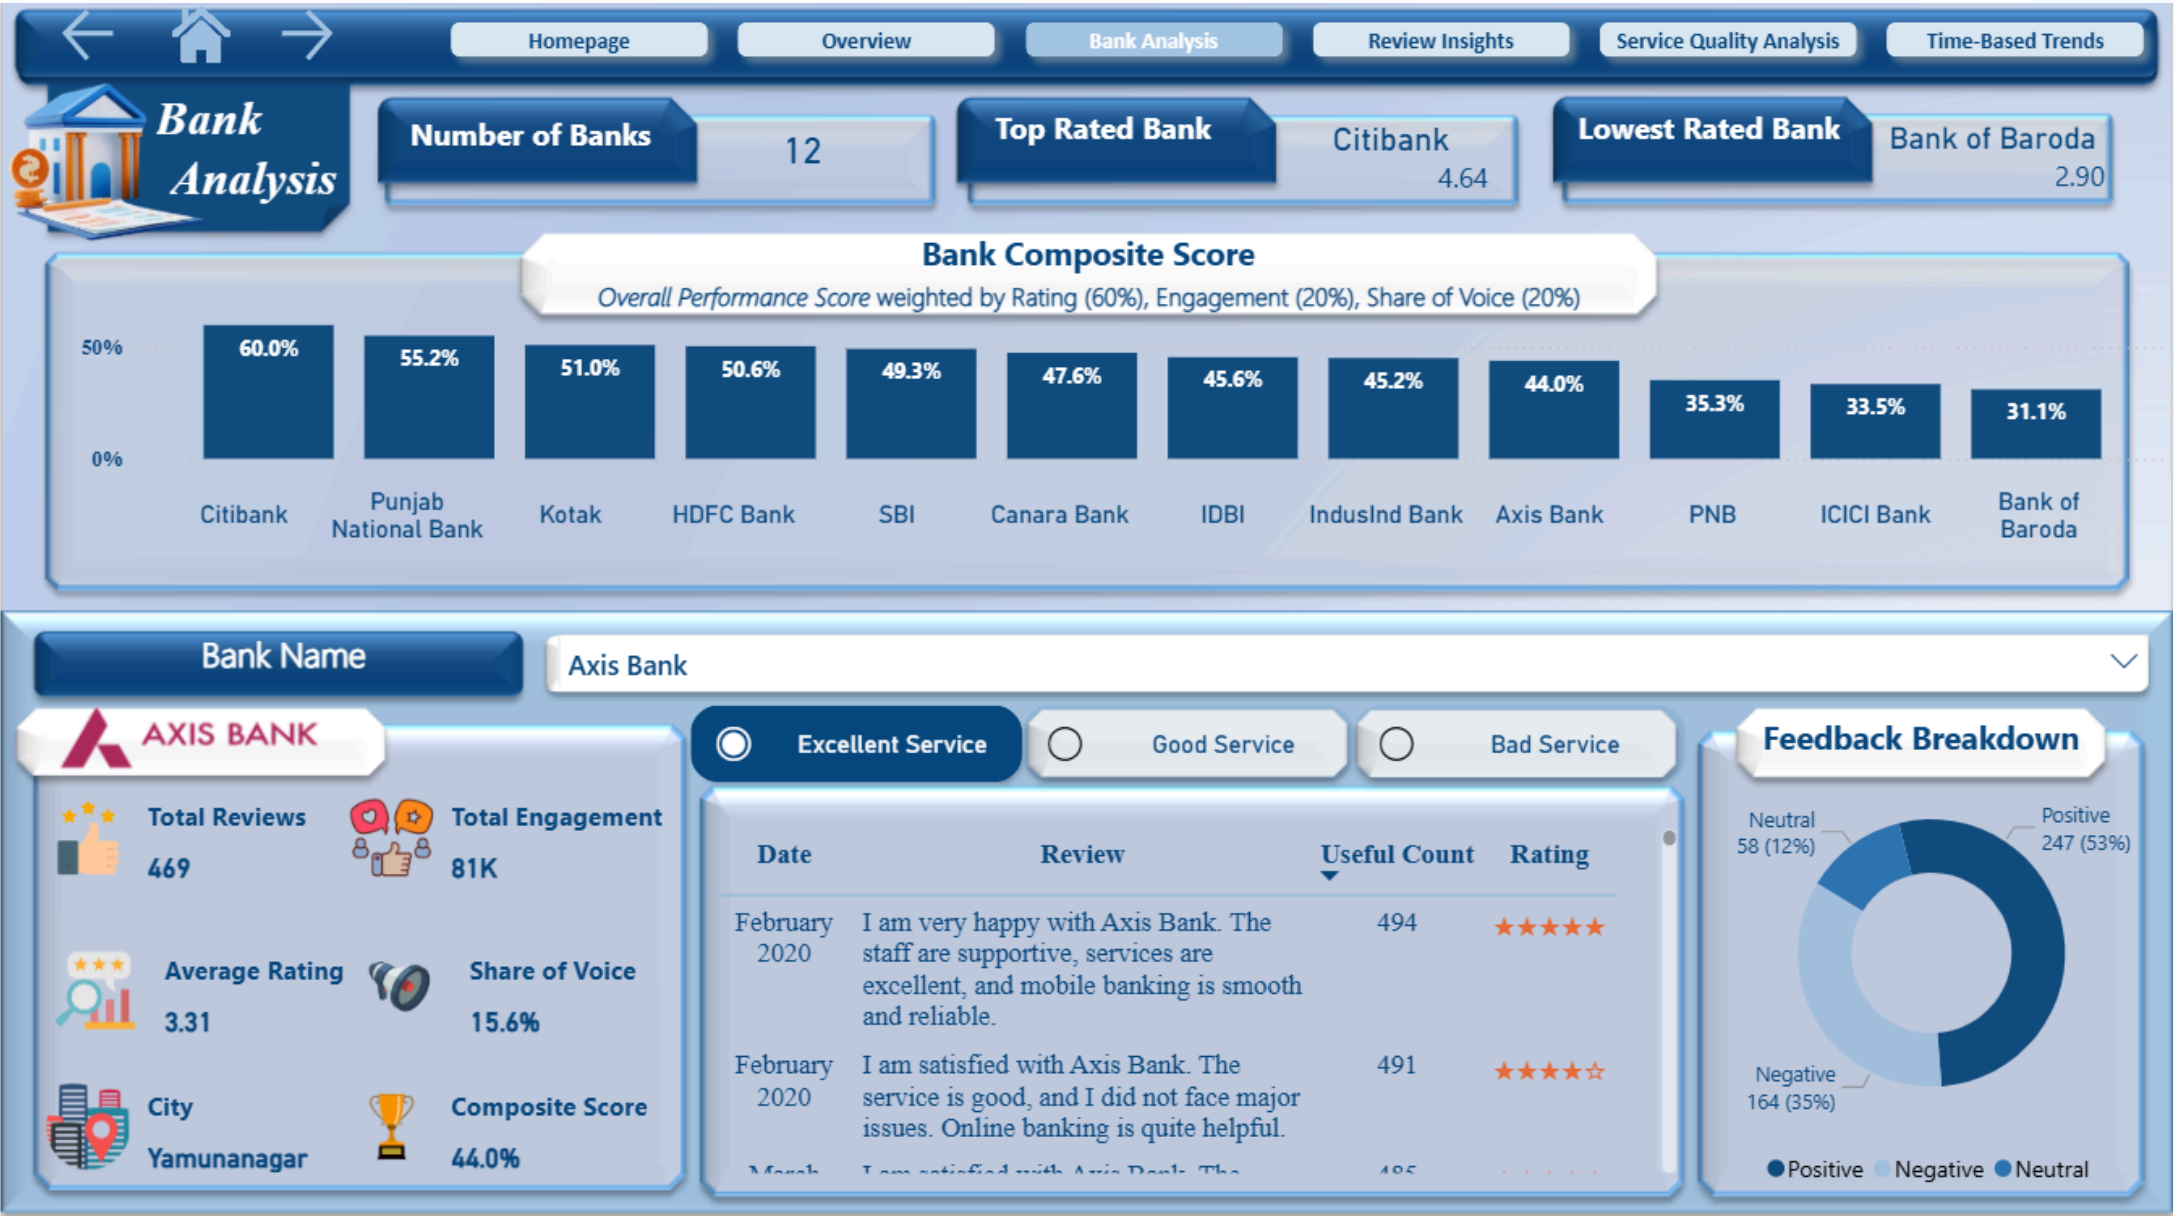 Homepage
Overview
Bank Analysis
Review Insights
Service Quality Analysis
Time-Based Trends
Bank
Analysis
Number of Banks
12
Top Rated Bank
Citibank
4.64
Lowest Rated Bank
Bank of Baroda
2.90
Bank Composite Score
Overall Performance Score weighted by Rating (60%), Engagement (20%), Share of Voice (20%)
50%
0%
60.0%
55.2%
51.0%
50.6%
49.3%
47.6%
45.6%
45.2%
44.0%
35.3%
33.5%
31.1%
Citibank
Punjab
National Bank
Kotak
HDFC Bank
SBI
Canara Bank
IDBI
IndusInd Bank
Axis Bank
PNB
ICICI Bank
Bank of
Baroda
Bank Name
Axis Bank
AXIS BANK
Total Reviews
469
Total Engagement
81K
Average Rating
3.31
Share of Voice
15.6%
City
Yamunanagar
Composite Score
44.0%
Excellent Service
Good Service
Bad Service
Date
Review
Useful Count
Rating
February
2020
I am very happy with Axis Bank. The
staff are supportive, services are
excellent, and mobile banking is smooth
and reliable.
494
February
2020
I am satisfied with Axis Bank. The
service is good, and I did not face major
issues. Online banking is quite helpful.
491
March
I am satisfied with Axis Bank. The
485
Feedback Breakdown
Neutral
58 (12%)
Positive
247 (53%)
Negative
164 (35%)
Positive
Negative
Neutral